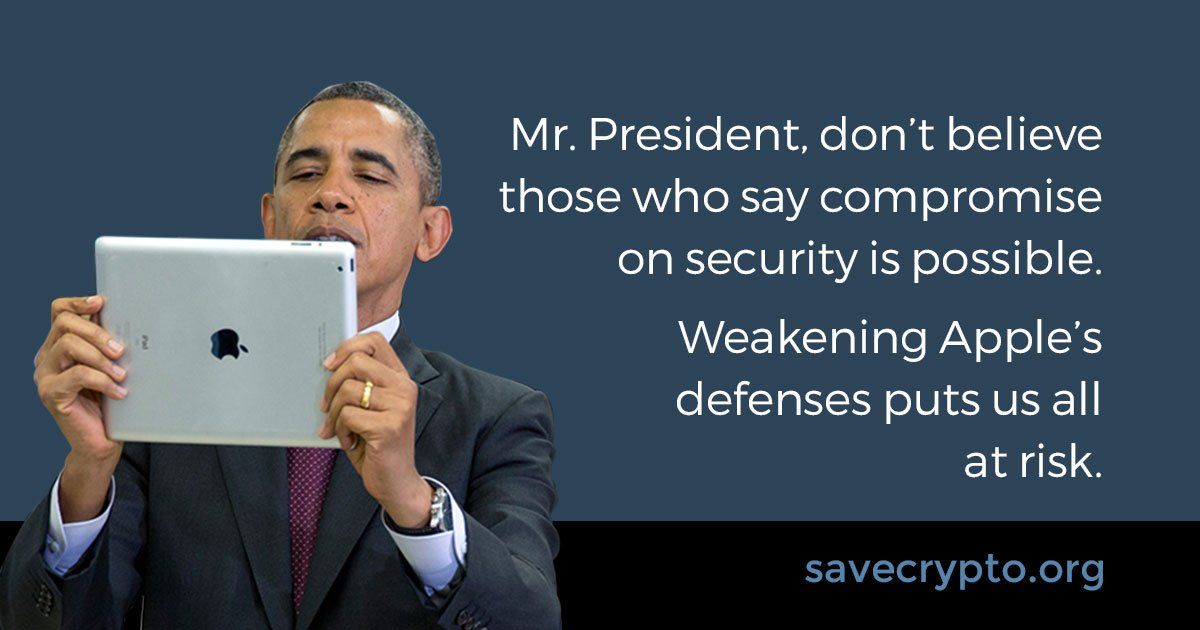 Mr. President, don’t believe
those who say compromise
on security is possible.
Weakening Apple’s
defenses puts us all
at risk.
iPad
savecrypto.org